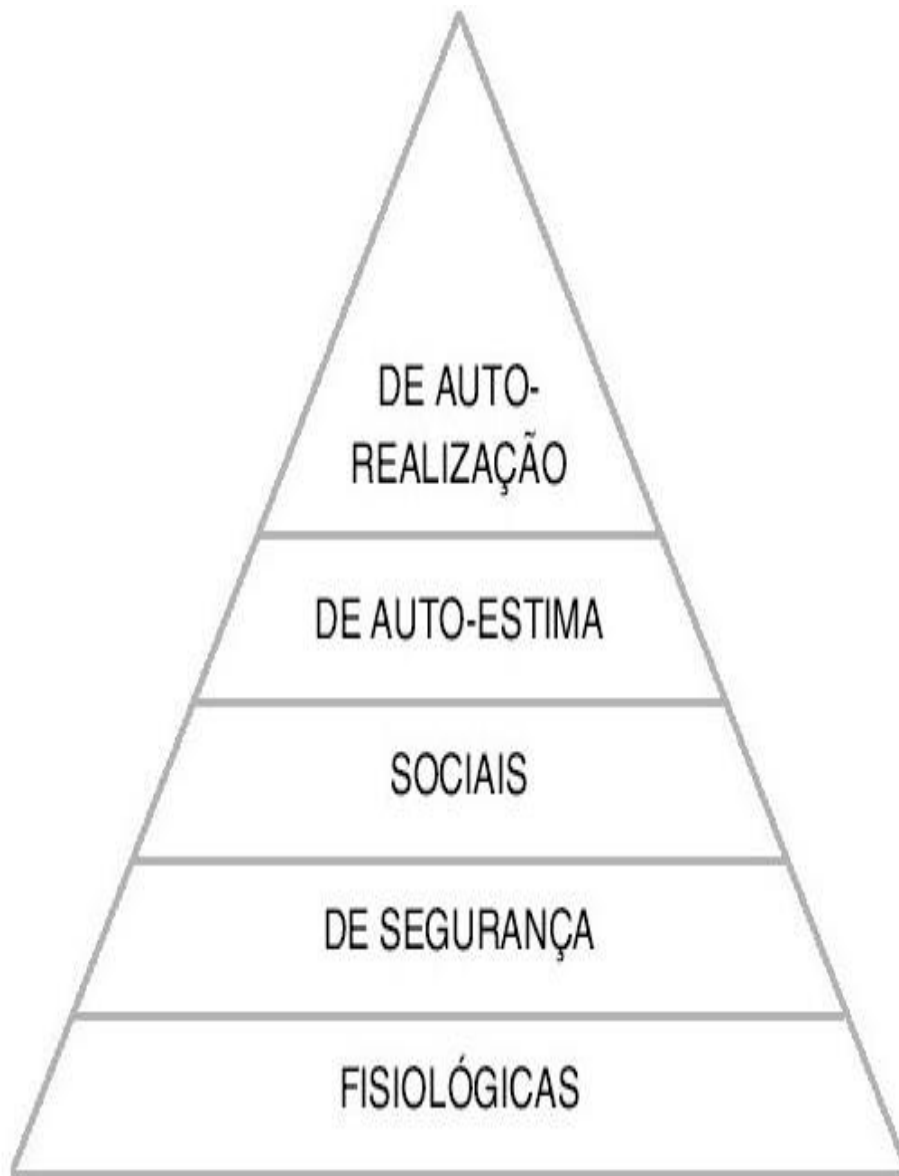 DE AUTO-
REALIZAÇÃO
DE AUTO-ESTIMA
SOCIAIS
DE SEGURANÇA
FISIOLÓGICAS